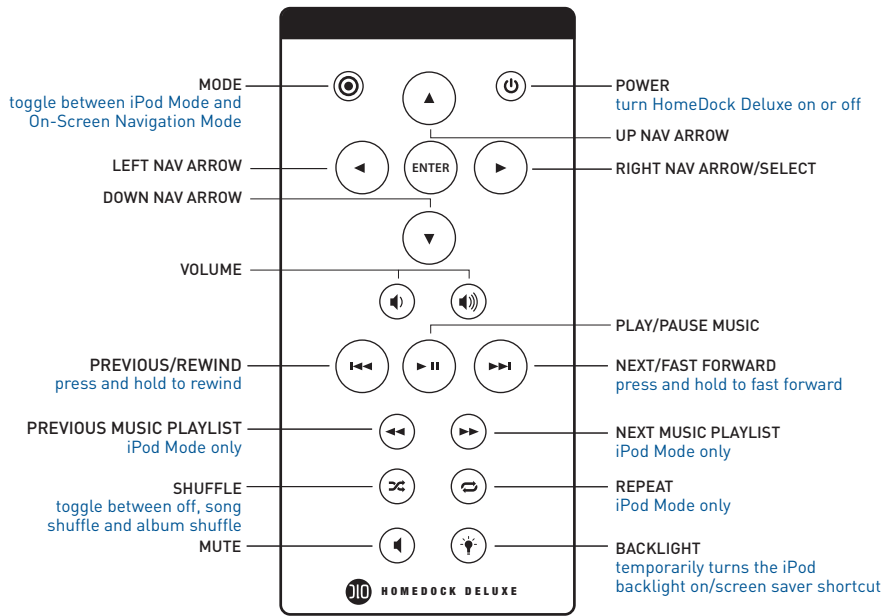 MODE
toggle between iPod Mode and
On-Screen Navigation Mode
POWER
turn HomeDock Deluxe on or off
UP NAV ARROW
LEFT NAV ARROW
ENTER
RIGHT NAV ARROW/SELECT
DOWN NAV ARROW
VOLUME
PLAY/PAUSE MUSIC
PREVIOUS/REWIND
press and hold to rewind
NEXT/FAST FORWARD
press and hold to fast forward
PREVIOUS MUSIC PLAYLIST
iPod Mode only
NEXT MUSIC PLAYLIST
iPod Mode only
SHUFFLE
toggle between off, song
shuffle and album shuffle
REPEAT
iPod Mode only
MUTE
BACKLIGHT
temporarily turns the iPod
backlight on/screen saver shortcut
HOMEDOCK DELUXE